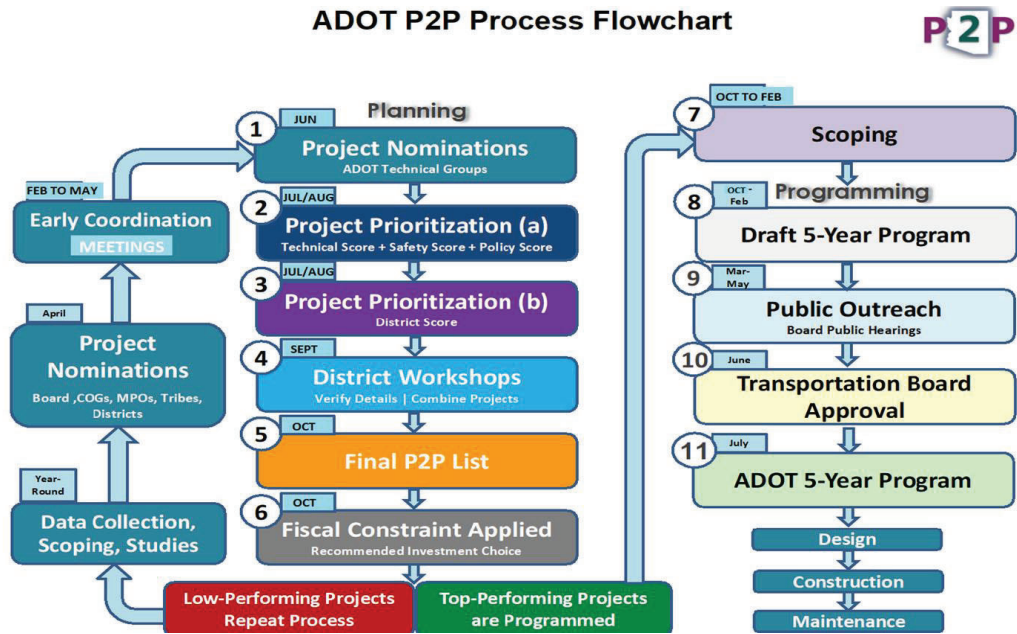 ADOT P2P Process Flowchart
P2P
Planning
1
JUN
Project Nominations
ADOT Technical Groups
2
JUL/AUG
Project Prioritization (a)
Technical Score + Safety Score + Policy Score
3
JUL/AUG
Project Prioritization (b)
District Score
4
SEPT
District Workshops
Verify Details | Combine Projects
5
OCT
Final P2P List
6
OCT
Fiscal Constraint Applied
Recommended Investment Choice
Low-Performing Projects
Repeat Process
Top-Performing Projects
are Programmed
FEB TO MAY
Early Coordination
MEETINGS
April
Project
Nominations
Board ,COGs, MPOs, Tribes,
Districts
Year-
Round
Data Collection,
Scoping, Studies
7
OCT TO FEB
Scoping
Programming
8
OCT -
Feb
Draft 5-Year Program
9
Mar-
May
Public Outreach
Board Public Hearings
10
June
Transportation Board
Approval
11
July
ADOT 5-Year Program
Design
Construction
Maintenance